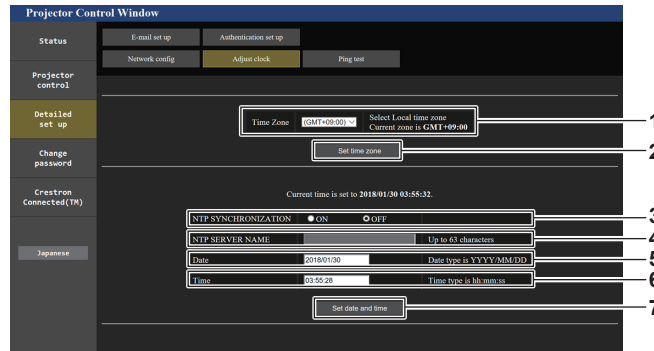 Projector Control Window
Status
E-mail set up
Authentication set up
Network config
Adjust clock
Ping test
Projector
control
Detailed
set up
Change
password
Crestron
Connected(TM)
Japanese
Time Zone
(GMT+09:00)
Select Local time zone
Current zone is GMT+09:00
1
Set time zone
2
Current time is set to 2018/01/30 03:55:32.
NTP SYNCHRONIZATION
ON
OFF
3
NTP SERVER NAME
Up to 63 characters
4
Date
2018/01/30
Date type is YYYY/MM/DD
5
Time
03:55:28
Time type is hh:mm:ss
6
Set date and time
7